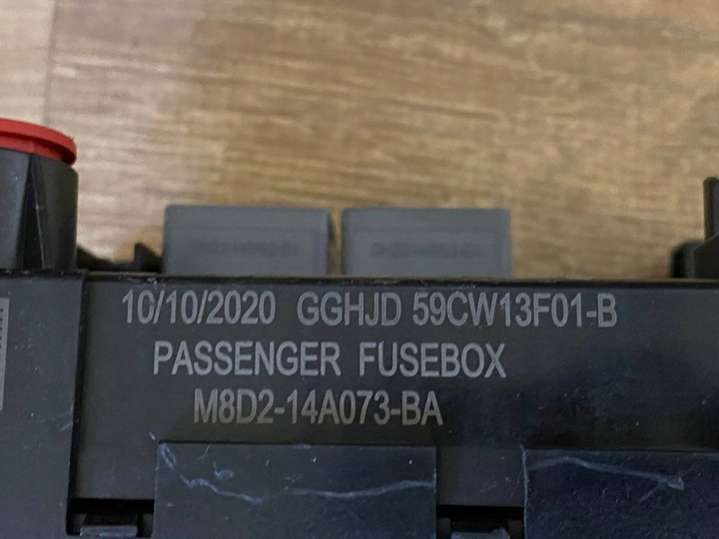 10/10/2020 GGHJD 59CW13F01-B
PASSENGER FUSEBOX
M8D2-14A073-BA